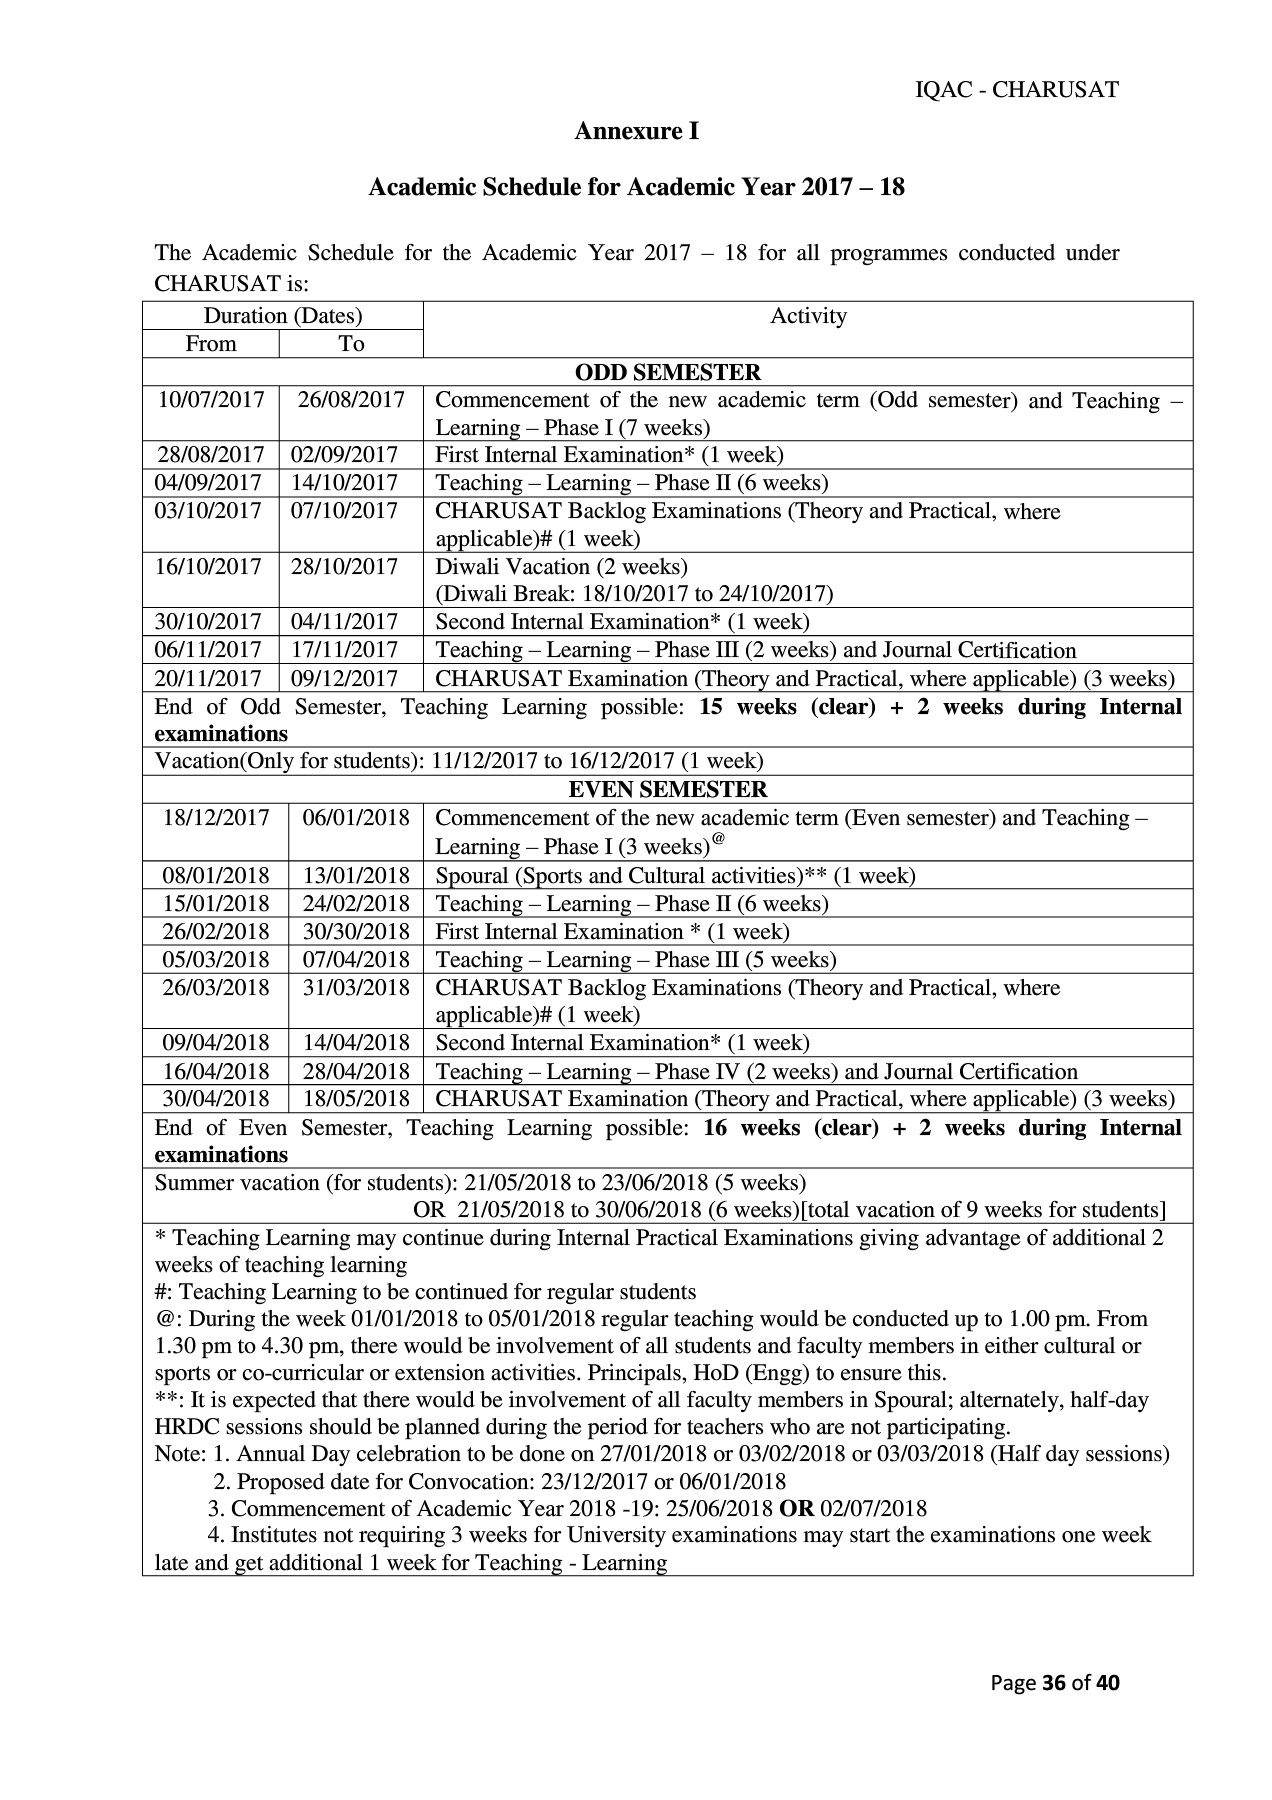 IQAC - CHARUSAT
Annexure I
Academic Schedule for Academic Year 2017 – 18
The Academic Schedule for the Academic Year 2017 – 18 for all programmes conducted under
CHARUSAT is:
Duration (Dates) Activity
From To
ODD SEMESTER
10/07/2017 26/08/2017 Commencement of the new academic term (Odd semester) and Teaching –
Learning – Phase I (7 weeks)
28/08/2017 02/09/2017 First Internal Examination* (1 week)
04/09/2017 14/10/2017 Teaching – Learning – Phase II (6 weeks)
03/10/2017 07/10/2017 CHARUSAT Backlog Examinations (Theory and Practical, where
applicable)# (1 week)
16/10/2017 28/10/2017 Diwali Vacation (2 weeks)
(Diwali Break: 18/10/2017 to 24/10/2017)
30/10/2017 04/11/2017 Second Internal Examination* (1 week)
06/11/2017 17/11/2017 Teaching – Learning – Phase III (2 weeks) and Journal Certification
20/11/2017 09/12/2017 CHARUSAT Examination (Theory and Practical, where applicable) (3 weeks)
End of Odd Semester, Teaching Learning possible: 15 weeks (clear) + 2 weeks during Internal
examinations
Vacation(Only for students): 11/12/2017 to 16/12/2017 (1 week)
EVEN SEMESTER
18/12/2017 06/01/2018 Commencement of the new academic term (Even semester) and Teaching –
Learning – Phase I (3 weeks)@
08/01/2018 13/01/2018 Spoural (Sports and Cultural activities)** (1 week)
15/01/2018 24/02/2018 Teaching – Learning – Phase II (6 weeks)
26/02/2018 30/30/2018 First Internal Examination * (1 week)
05/03/2018 07/04/2018 Teaching – Learning – Phase III (5 weeks)
26/03/2018 31/03/2018 CHARUSAT Backlog Examinations (Theory and Practical, where
applicable)# (1 week)
09/04/2018 14/04/2018 Second Internal Examination* (1 week)
16/04/2018 28/04/2018 Teaching – Learning – Phase IV (2 weeks) and Journal Certification
30/04/2018 18/05/2018 CHARUSAT Examination (Theory and Practical, where applicable) (3 weeks)
End of Even Semester, Teaching Learning possible: 16 weeks (clear) + 2 weeks during Internal
examinations
Summer vacation (for students): 21/05/2018 to 23/06/2018 (5 weeks)
OR 21/05/2018 to 30/06/2018 (6 weeks)[total vacation of 9 weeks for students]
* Teaching Learning may continue during Internal Practical Examinations giving advantage of additional 2
weeks of teaching learning
#: Teaching Learning to be continued for regular students
@: During the week 01/01/2018 to 05/01/2018 regular teaching would be conducted up to 1.00 pm. From
1.30 pm to 4.30 pm, there would be involvement of all students and faculty members in either cultural or
sports or co-curricular or extension activities. Principals, HoD (Engg) to ensure this.
**: It is expected that there would be involvement of all faculty members in Spoural; alternately, half-day
HRDC sessions should be planned during the period for teachers who are not participating.
Note: 1. Annual Day celebration to be done on 27/01/2018 or 03/02/2018 or 03/03/2018 (Half day sessions)
2. Proposed date for Convocation: 23/12/2017 or 06/01/2018
3. Commencement of Academic Year 2018 -19: 25/06/2018 OR 02/07/2018
4. Institutes not requiring 3 weeks for University examinations may start the examinations one week
late and get additional 1 week for Teaching - Learning
Page 36 of 40